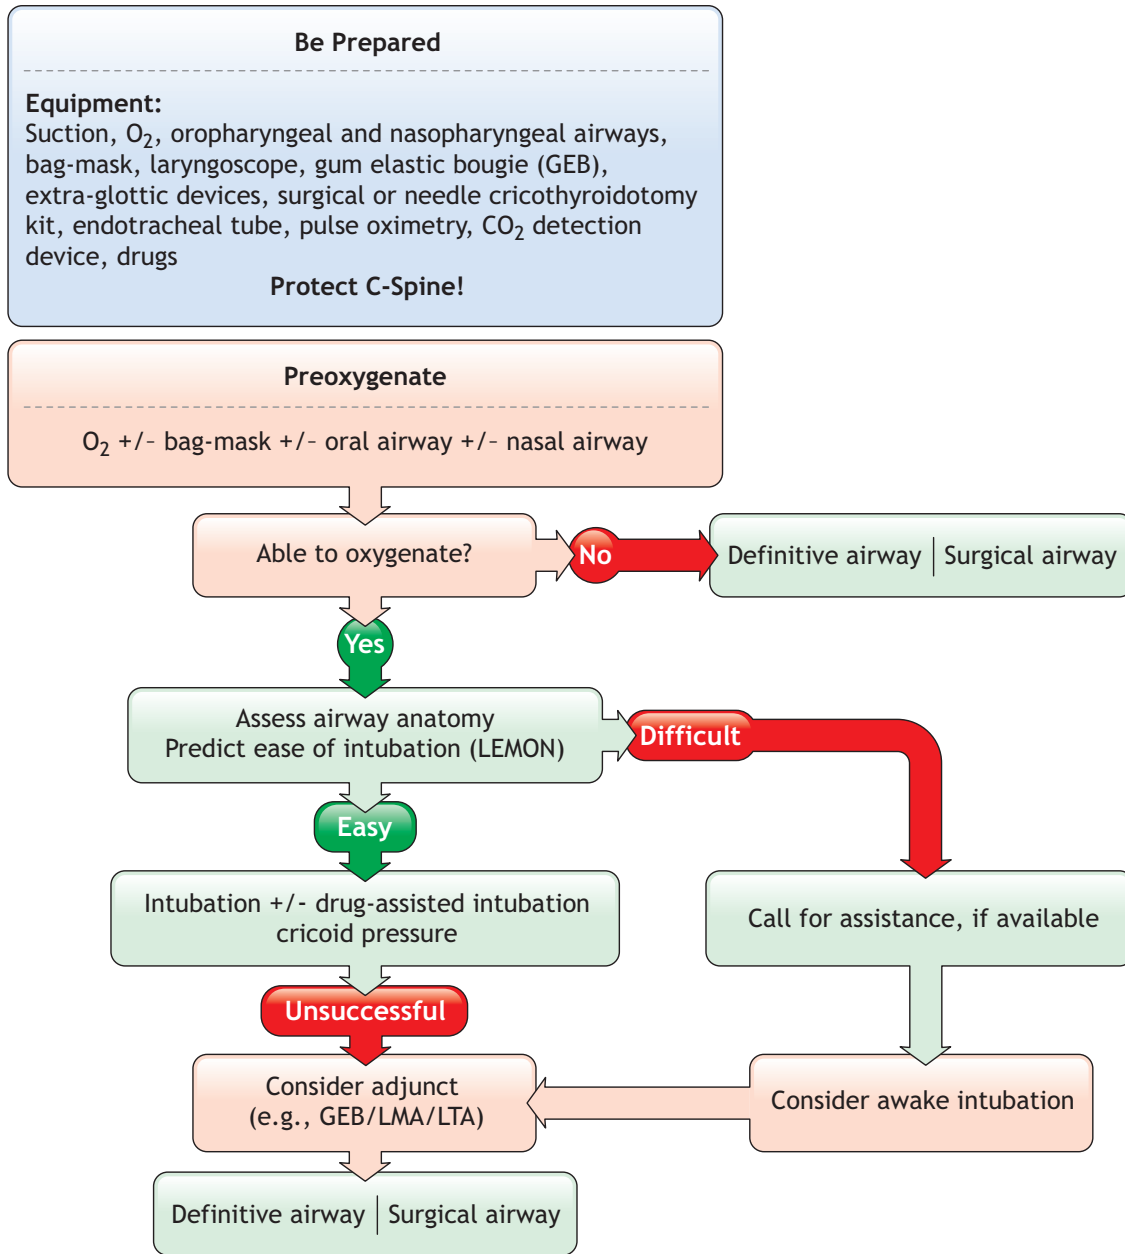 Be Prepared
Equipment:
Suction, O₂, oropharyngeal and nasopharyngeal airways,
bag-mask, laryngoscope, gum elastic bougie (GEB),
extra-glottic devices, surgical or needle cricothyroidotomy
kit, endotracheal tube, pulse oximetry, CO₂ detection
device, drugs
Protect C-Spine!
Preoxygenate
O₂ +/- bag-mask +/- oral airway +/- nasal airway
Able to oxygenate?
No
Definitive airway | Surgical airway
Yes
Assess airway anatomy
Predict ease of intubation (LEMON)
Difficult
Easy
Intubation +/- drug-assisted intubation
cricoid pressure
Call for assistance, if available
Unsuccessful
Consider adjunct
(e.g., GEB/LMA/LTA)
Consider awake intubation
Definitive airway | Surgical airway